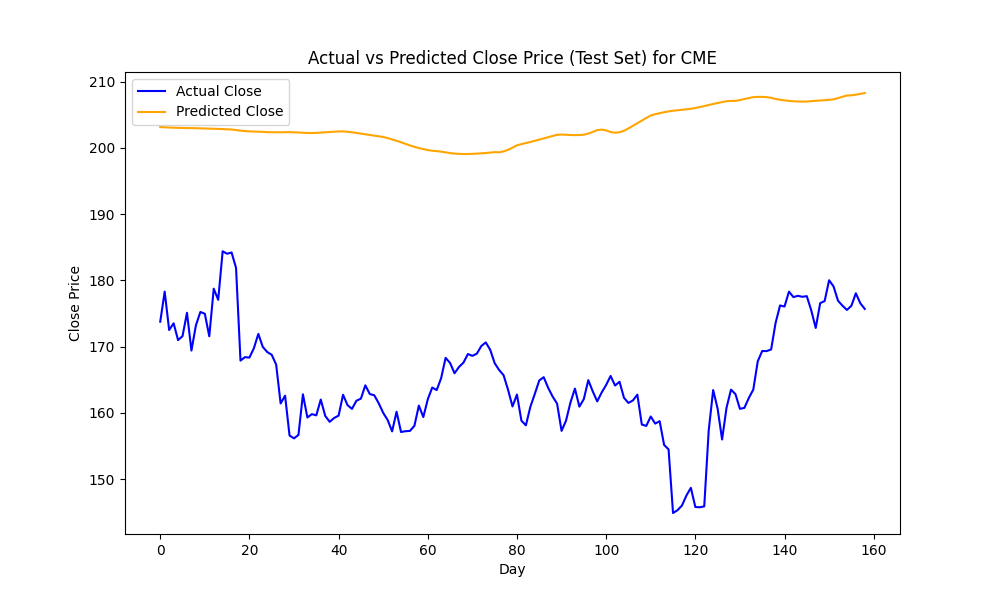 Actual vs Predicted Close Price (Test Set) for CME
Actual Close
Predicted Close
210
200
190
180
170
160
150
Close Price
0 20 40 60 80 100 120 140 160
Day